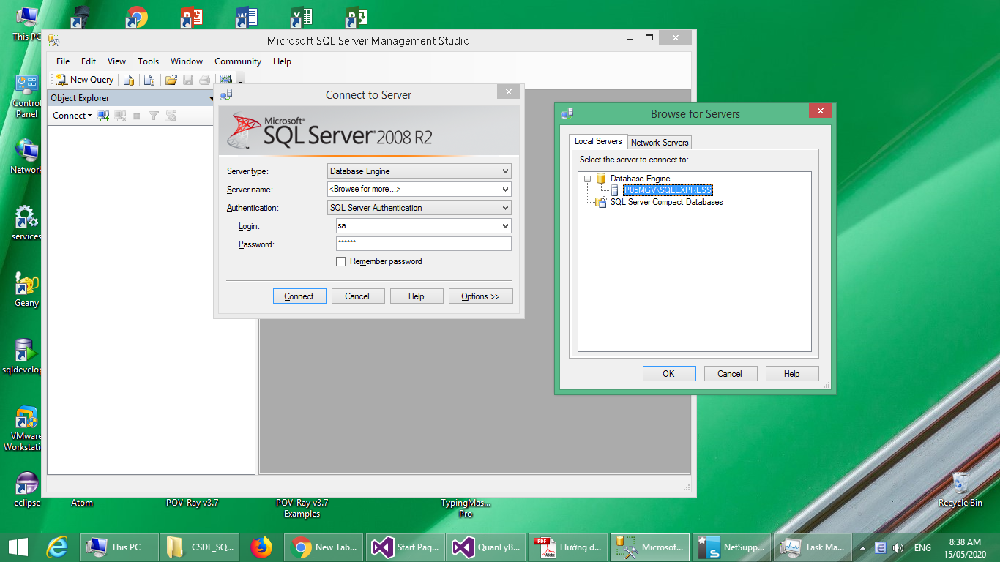 This PC
Control
Panel
Network
services
Geany
sqldevelop
VMware
Workstati
eclipse
Atom
POV-Ray v3.7
POV-Ray v3.7
Examples
TypingMas...
Pro
Recycle Bin
Microsoft SQL Server Management Studio
File Edit View Tools Window Community Help
New Query
Object Explorer
Connect
Connect to Server
Microsoft®
SQL Server® 2008 R2
Server type: Database Engine
Server name: <Browse for more...>
Authentication: SQL Server Authentication
Login: sa
Password: ******
Remember password
Connect Cancel Help Options >>
Browse for Servers
Local Servers Network Servers
Select the server to connect to:
Database Engine
P05MGV\SQLEXPRESS
SQL Server Compact Databases
OK Cancel Help
This PC CSDL_SQ... New Tab... Start Pag... QuanLyB... Hướng d... Microsof... NetSupp... Task Ma... ENG
8:38 AM
15/05/2020